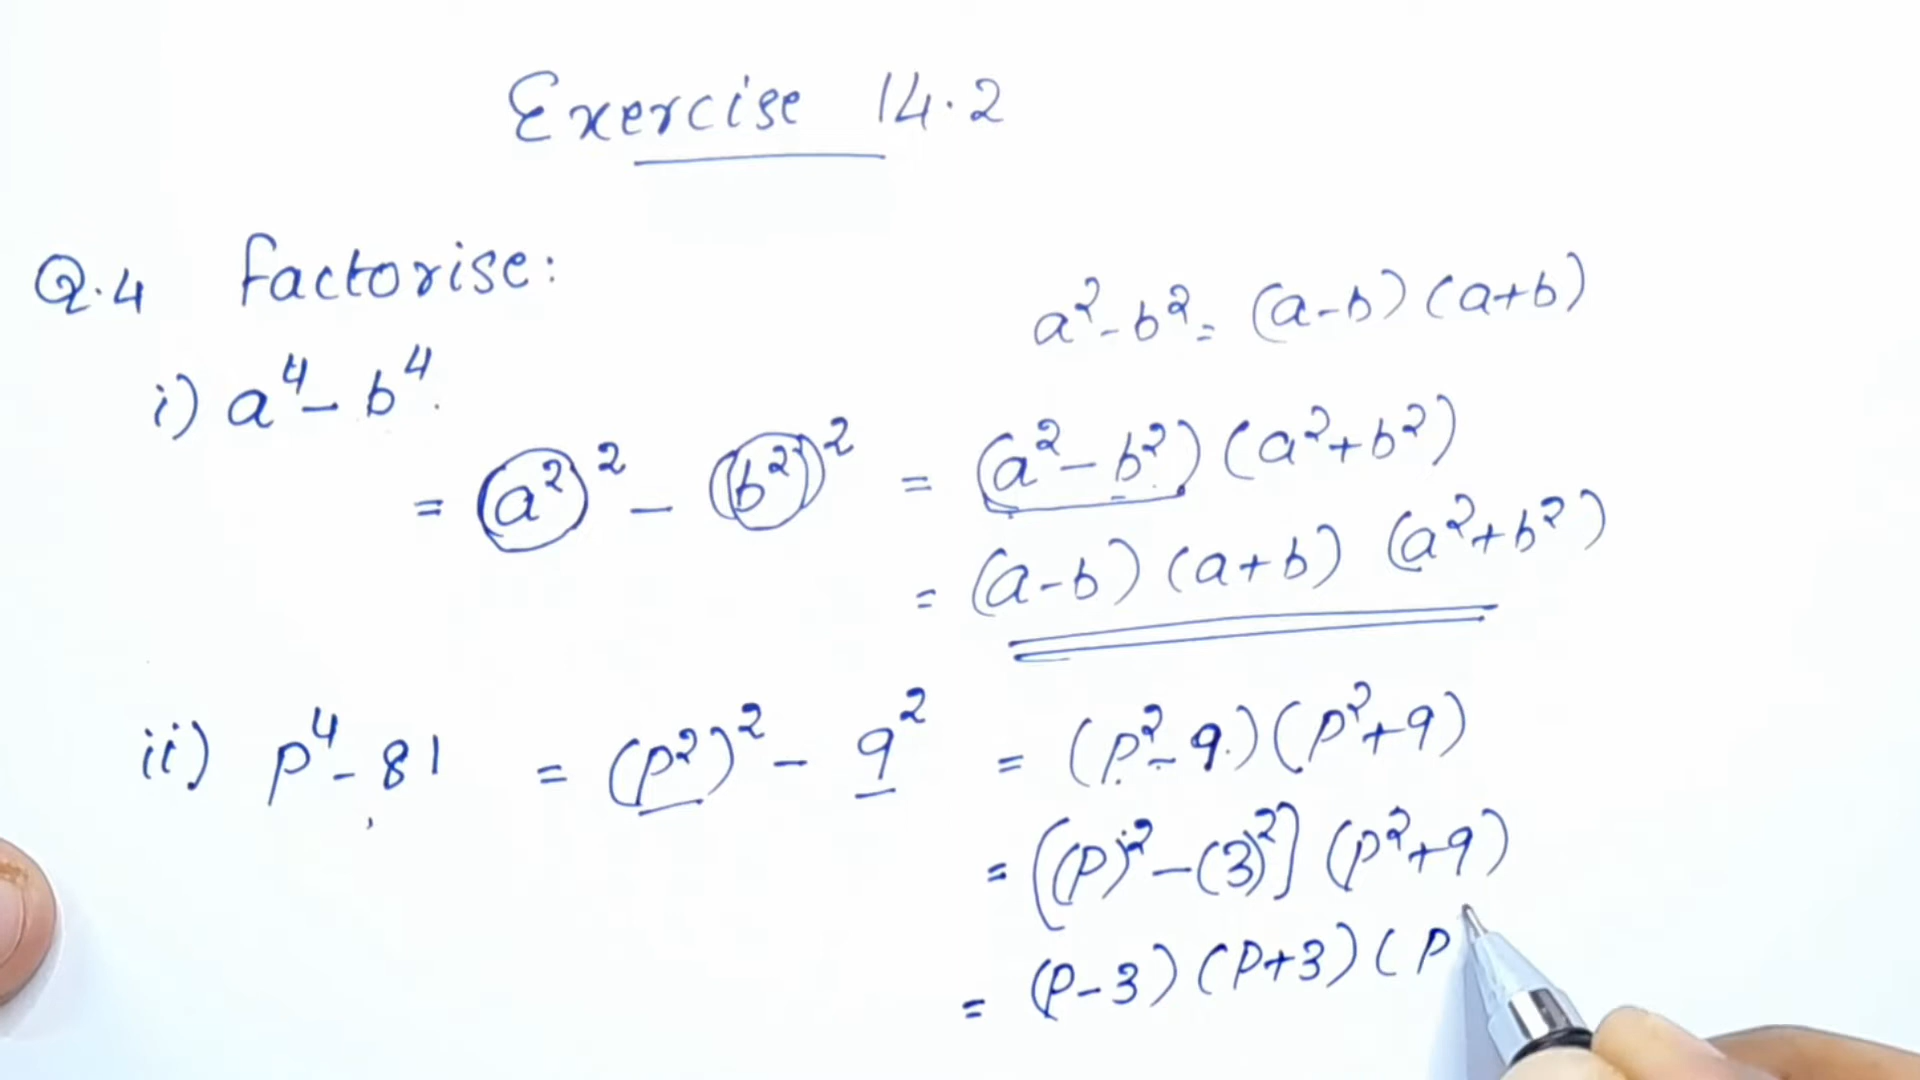 Exercise 14.2
Q.4 factorise:
a² - b² = (a-b) (a+b)
i) a⁴ - b⁴
= (a²)² - (b²)² = (a² - b²) (a² + b²)
= (a-b) (a+b) (a² + b²)
ii) p⁴ - 81 = (p²)² - 9² = (p² - 9) (p² + 9)
= [(p)² - (3)²] (p² + 9)
= (p-3) (p+3) (p